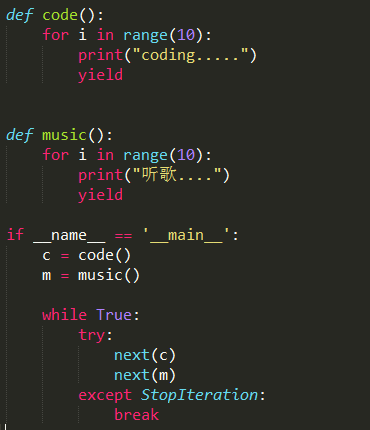 def code():
    for i in range(10):
        print("coding.....")
        yield
def music():
    for i in range(10):
        print("听歌....")
        yield
if __name__ == '__main__':
    c = code()
    m = music()
    while True:
        try:
            next(c)
            next(m)
        except StopIteration:
            break